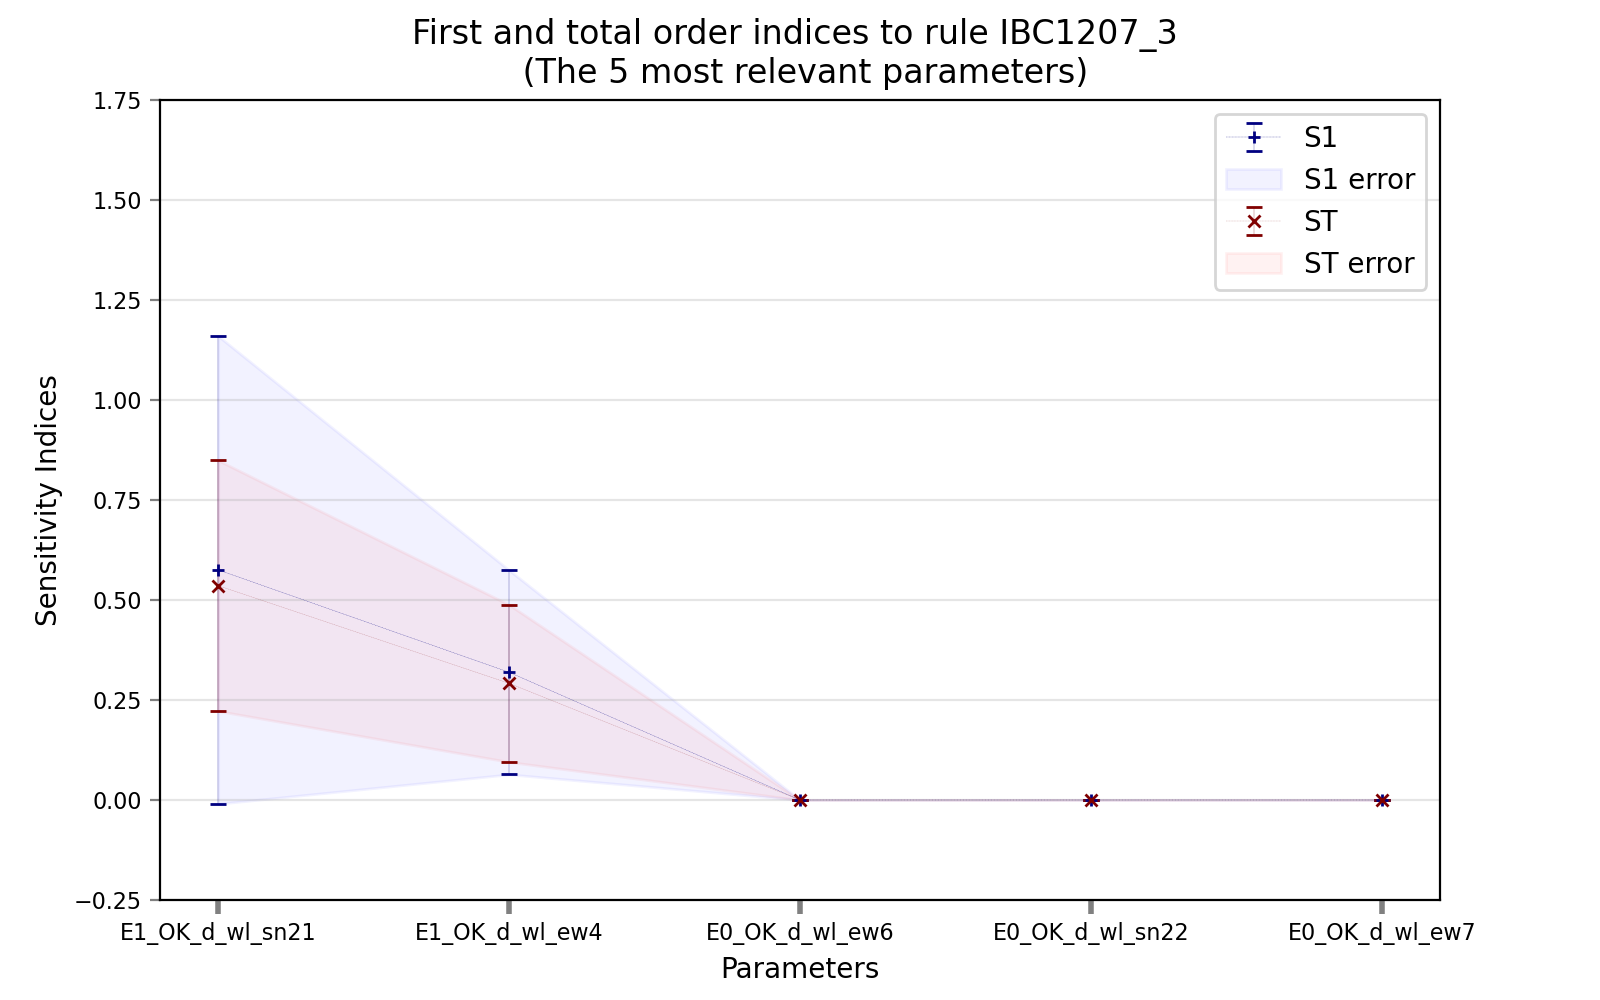 First and total order indices to rule IBC1207_3
(The 5 most relevant parameters)
1.75
1.50
1.25
1.00
0.75
0.50
0.25
0.00
−0.25
Sensitivity Indices
S1
S1 error
ST
ST error
E1_OK_d_wl_sn21
E1_OK_d_wl_ew4
E0_OK_d_wl_ew6
E0_OK_d_wl_sn22
E0_OK_d_wl_ew7
Parameters